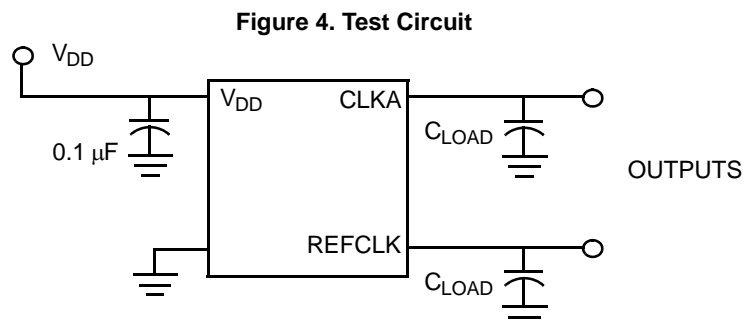 Figure 4. Test Circuit
VDD
VDD
CLKA
0.1 μF
CLOAD
OUTPUTS
REFCLK
CLOAD